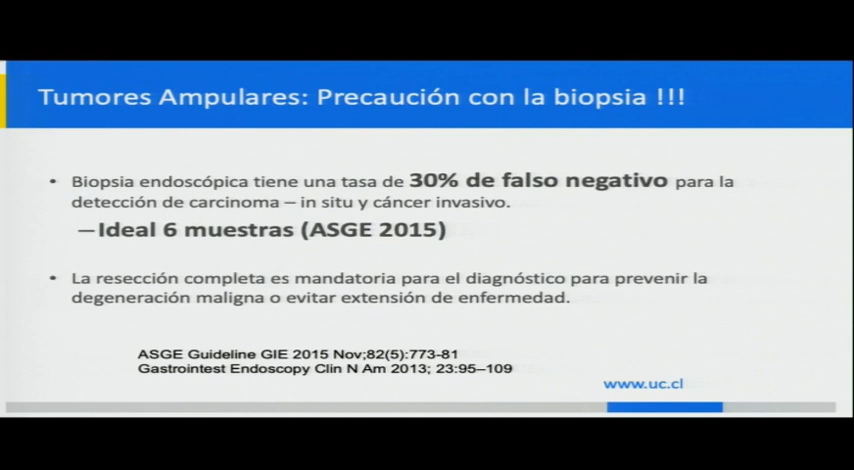 Tumores Ampulares: Precaución con la biopsia !!!
• Biopsia endoscópica tiene una tasa de 30% de falso negativo para la
detección de carcinoma – in situ y cáncer invasivo.
–Ideal 6 muestras (ASGE 2015)
• La resección completa es mandatoria para el diagnóstico para prevenir la
degeneración maligna o evitar extensión de enfermedad.
ASGE Guideline GIE 2015 Nov;82(5):773-81
Gastrointest Endoscopy Clin N Am 2013; 23:95–109
www.uc.cl